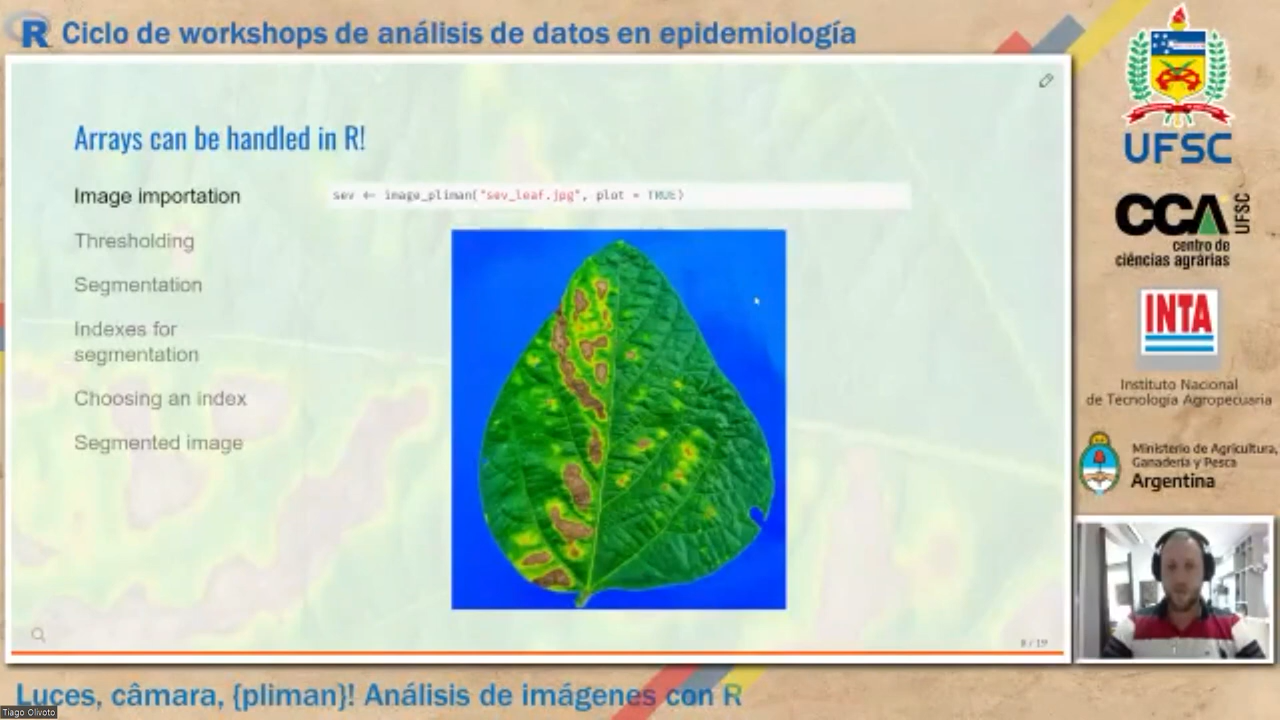 R Ciclo de workshops de análisis de datos en epidemiología
Arrays can be handled in R!
Image importation
sev ← image_pliman("sev_leaf.jpg", plot = TRUE)
Thresholding
Segmentation
Indexes for
segmentation
Choosing an index
Segmented image
8 / 19
UFSC
CCA UFSC
centro de
ciências agrárias
INTA
Instituto Nacional
de Tecnología Agropecuaria
Ministerio de Agricultura,
Ganadería y Pesca
Argentina
Luces, câmara, {pliman}! Análisis de imágenes con R
Tiago Olivoto